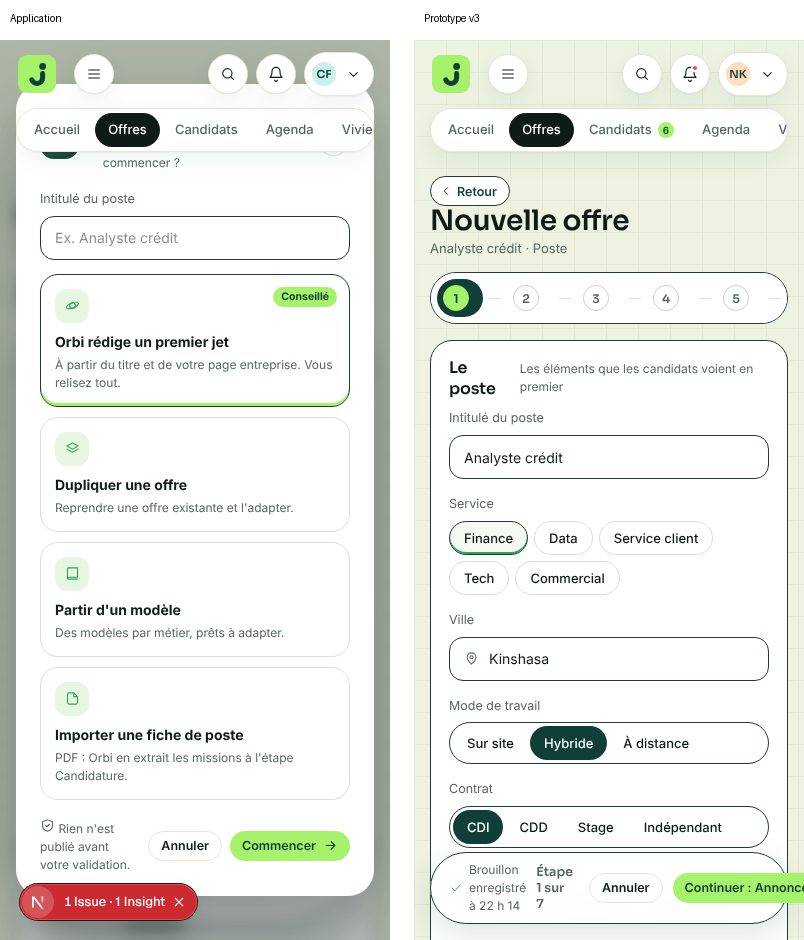 Application
CF
Accueil
Offres
Candidats
Agenda
Vivie
commencer ?
Intitulé du poste
Ex. Analyste crédit
Conseillé
Orbi rédige un premier jet
À partir du titre et de votre page entreprise. Vous
relisez tout.
Dupliquer une offre
Reprendre une offre existante et l'adapter.
Partir d'un modèle
Des modèles par métier, prêts à adapter.
Importer une fiche de poste
PDF : Orbi en extrait les missions à l'étape
Candidature.
Rien n'est
publié avant
votre validation.
Annuler
Commencer
N
1 Issue · 1 Insight
Prototype v3
NK
Accueil
Offres
Candidats 6
Agenda
V
Retour
Nouvelle offre
Analyste crédit · Poste
1
2
3
4
5
Le
poste
Les éléments que les candidats voient en
premier
Intitulé du poste
Analyste crédit
Service
Finance
Data
Service client
Tech
Commercial
Ville
Kinshasa
Mode de travail
Sur site
Hybride
À distance
Contrat
CDI
CDD
Stage
Indépendant
Brouillon
enregistré
à 22 h 14
Étape
1 sur
7
Annuler
Continuer : Annonce